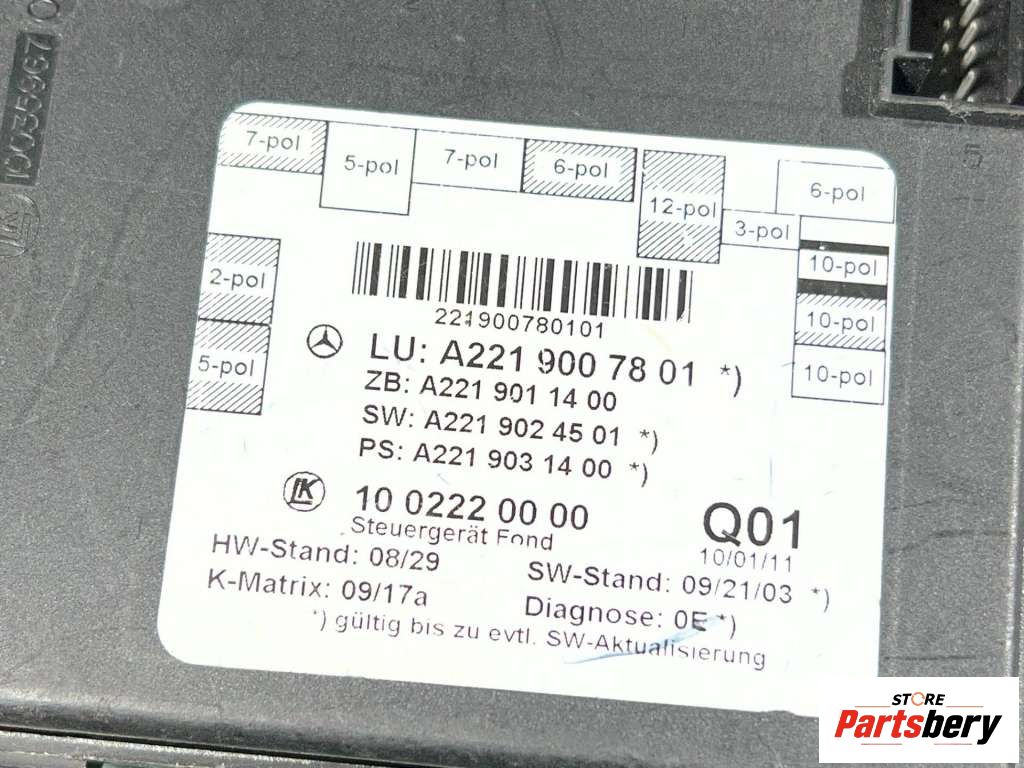 10035867 0
7-pol
5-pol
7-pol
6-pol
12-pol
3-pol
6-pol
10-pol
10-pol
10-pol
2-pol
5-pol
5
221900780101
LU: A221 900 78 01 *)
ZB: A221 901 14 00
SW: A221 902 45 01 *)
PS: A221 903 14 00 *)
LK
10 0222 00 00
Steuergerät Fond
Q01
10/01/11
HW-Stand: 08/29
SW-Stand: 09/21/03 *)
K-Matrix: 09/17a
Diagnose: 0E *)
*) gültig bis zu evtl. SW-Aktualisierung
STORE
Partsbery